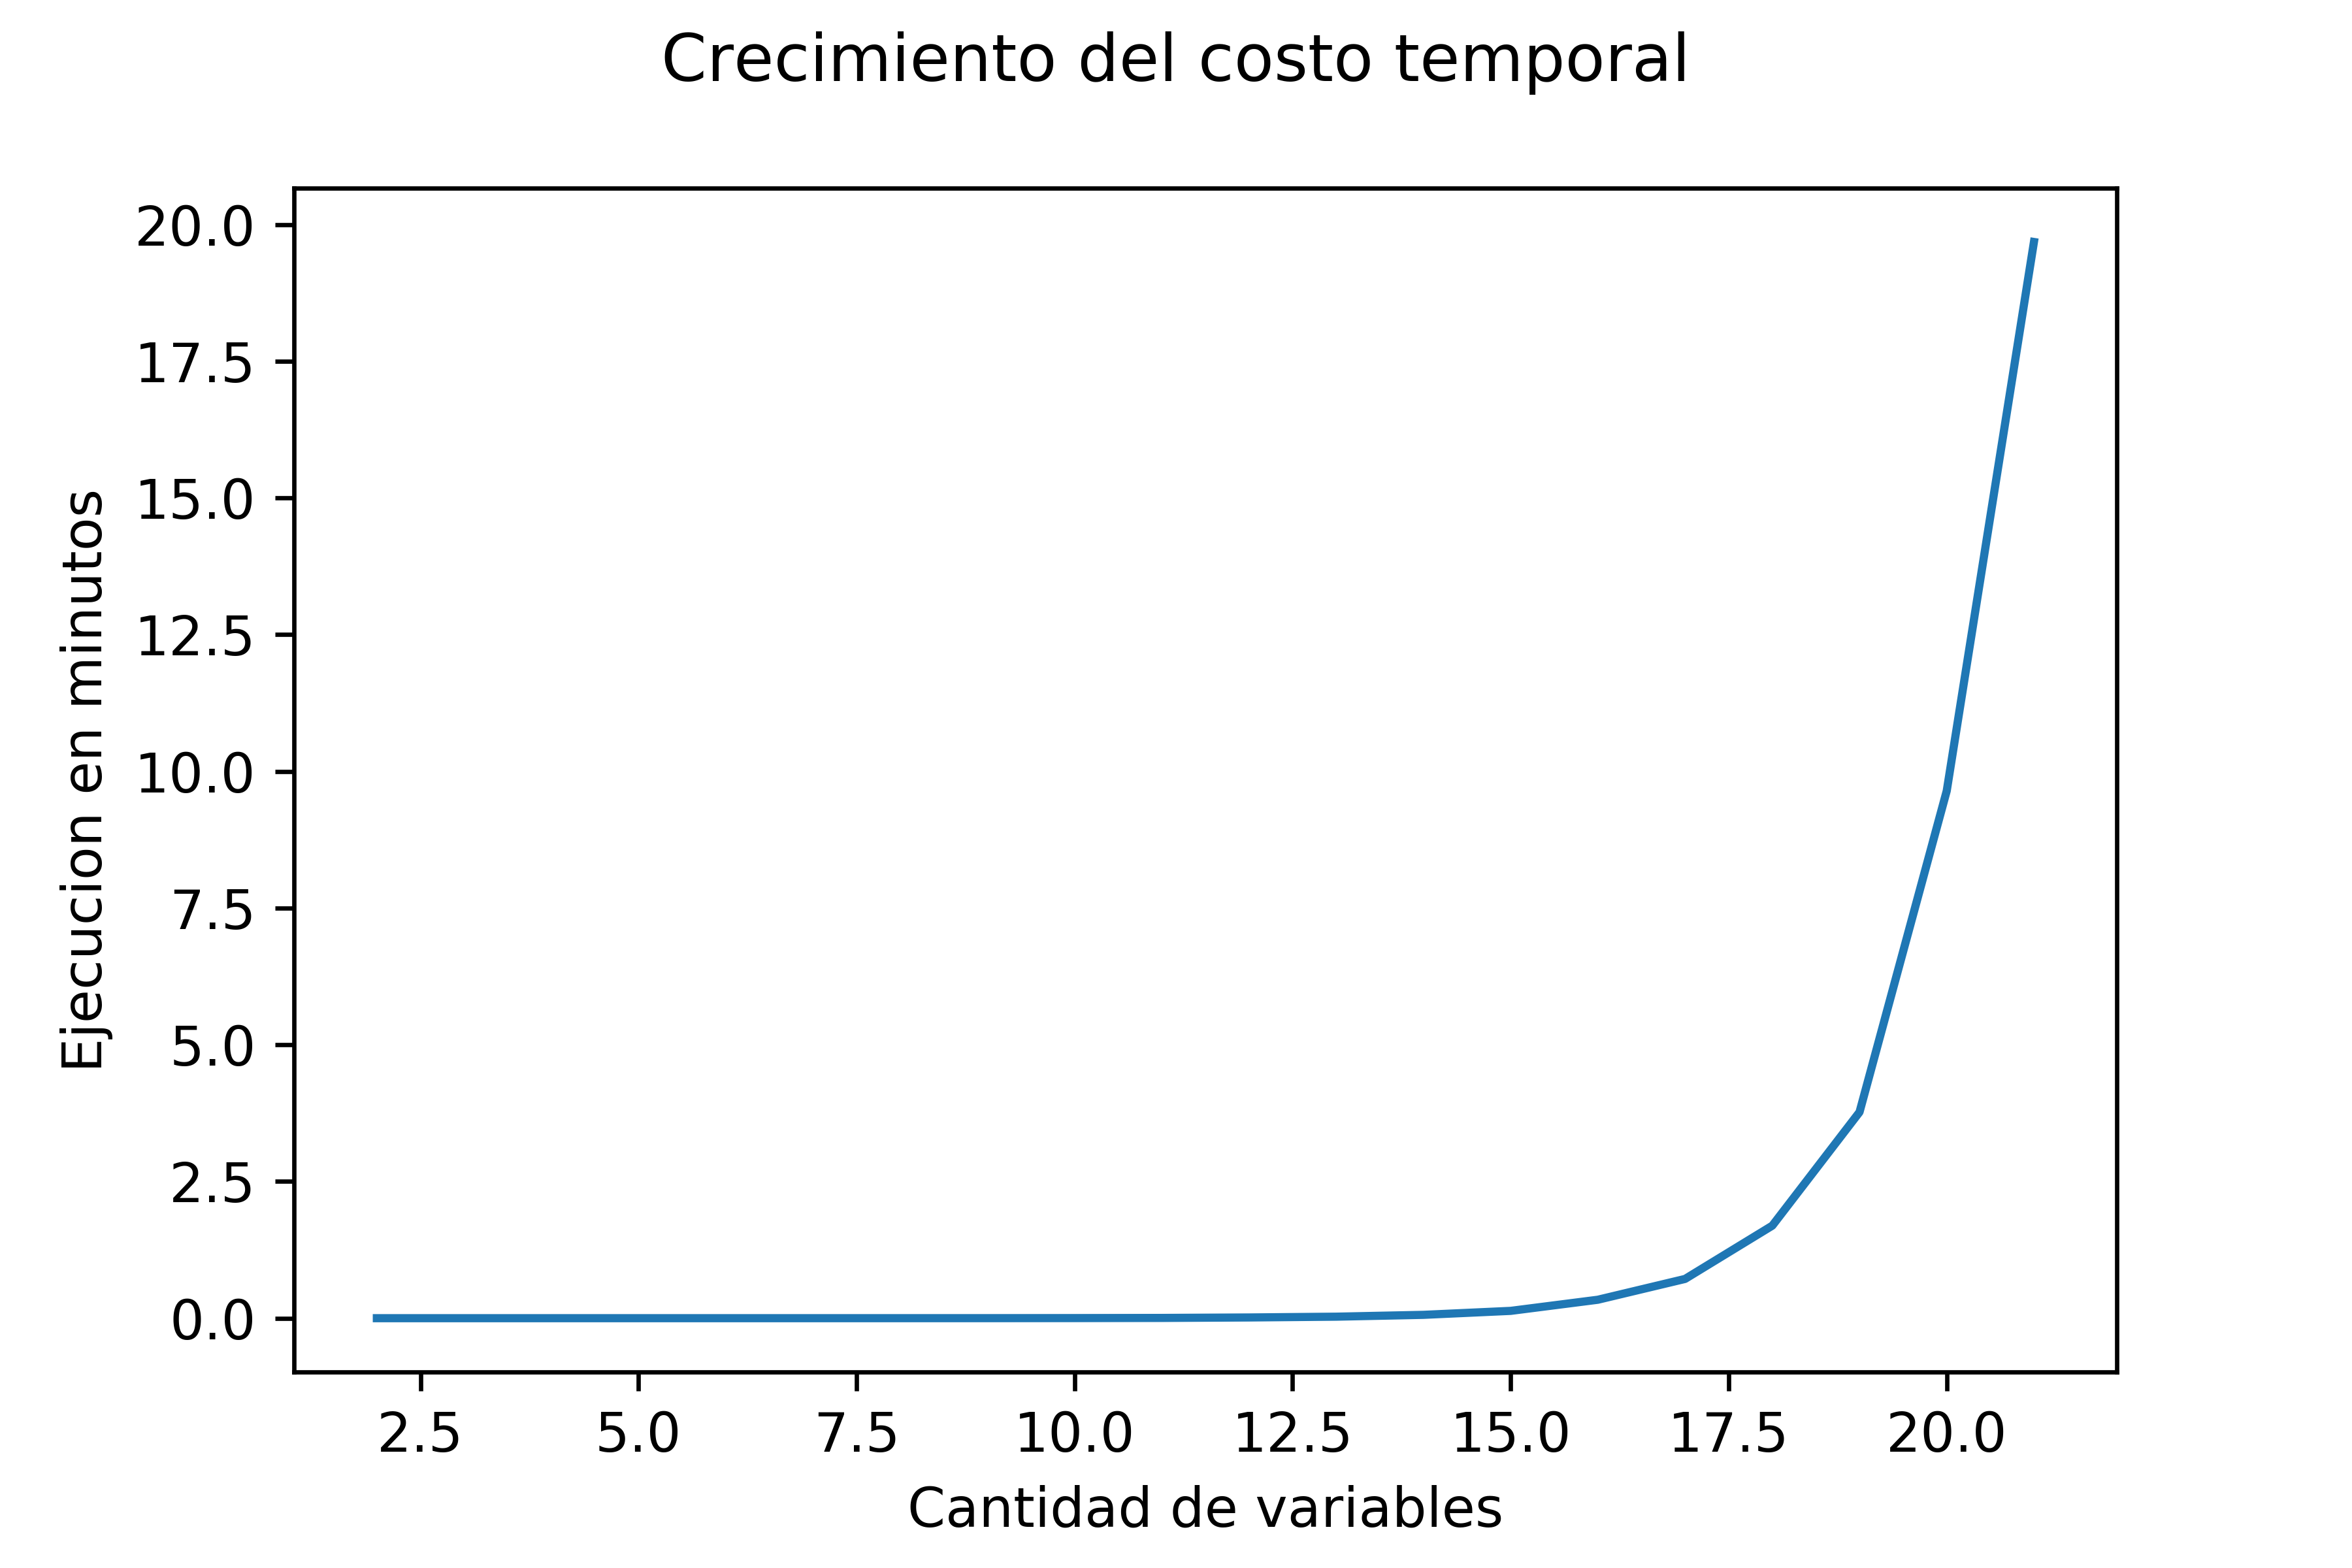 Crecimiento del costo temporal
20.0
17.5
15.0
12.5
10.0
7.5
5.0
2.5
0.0
Ejecucion en minutos
2.5 5.0 7.5 10.0 12.5 15.0 17.5 20.0
Cantidad de variables